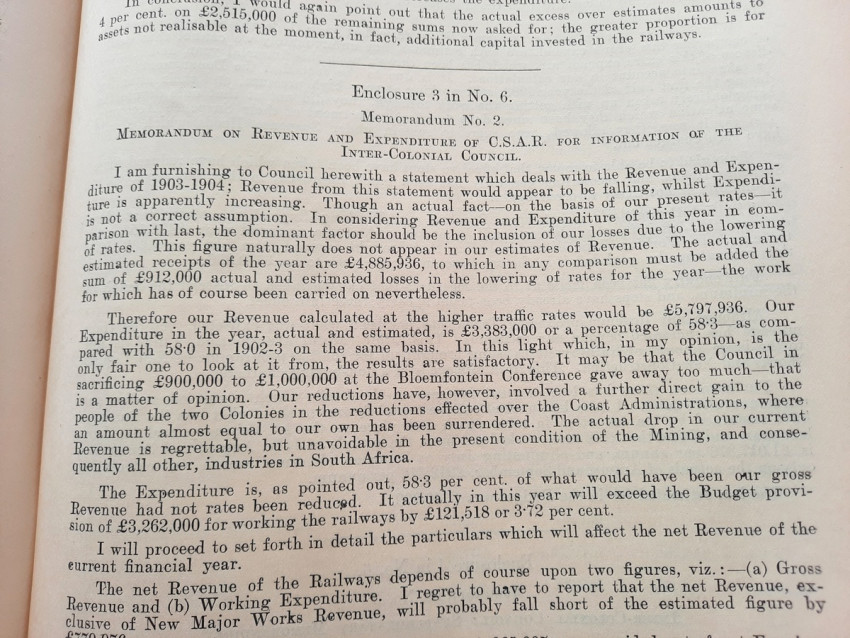 In conclusion, I would again point out that the actual excess over estimates amounts to
4 per cent. on £2,515,000 of the remaining sums now asked for; the greater proportion is for
assets not realisable at the moment, in fact, additional capital invested in the railways.
Enclosure 3 in No. 6.
Memorandum No. 2.
MEMORANDUM ON REVENUE AND EXPENDITURE OF C.S.A.R. FOR INFORMATION OF THE
INTER-COLONIAL COUNCIL.
I am furnishing to Council herewith a statement which deals with the Revenue and Expen-
diture of 1903-1904; Revenue from this statement would appear to be falling, whilst Expendi-
ture is apparently increasing. Though an actual fact—on the basis of our present rates—it
is not a correct assumption. In considering Revenue and Expenditure of this year in com-
parison with last, the dominant factor should be the inclusion of our losses due to the lowering
of rates. This figure naturally does not appear in our estimates of Revenue. The actual and
estimated receipts of the year are £4,885,936, to which in any comparison must be added the
sum of £912,000 actual and estimated losses in the lowering of rates for the year—the work
for which has of course been carried on nevertheless.
Therefore our Revenue calculated at the higher traffic rates would be £5,797,936. Our
Expenditure in the year, actual and estimated, is £3,383,000 or a percentage of 58·3—as com-
pared with 58·0 in 1902-3 on the same basis. In this light which, in my opinion, is the
only fair one to look at it from, the results are satisfactory. It may be that the Council in
sacrificing £900,000 to £1,000,000 at the Bloemfontein Conference gave away too much—that
is a matter of opinion. Our reductions have, however, involved a further direct gain to the
people of the two Colonies in the reductions effected over the Coast Administrations, where
an amount almost equal to our own has been surrendered. The actual drop in our current
Revenue is regrettable, but unavoidable in the present condition of the Mining, and conse-
quently all other, industries in South Africa.
The Expenditure is, as pointed out, 58·3 per cent. of what would have been our gross
Revenue had not rates been reduced. It actually in this year will exceed the Budget provi-
sion of £3,262,000 for working the railways by £121,518 or 3·72 per cent.
I will proceed to set forth in detail the particulars which will affect the net Revenue of the
current financial year.
The net Revenue of the Railways depends of course upon two figures, viz.:—(a) Gross
Revenue and (b) Working Expenditure. I regret to have to report that the net Revenue, ex-
clusive of New Major Works Revenue, will probably fall short of the estimated figure by